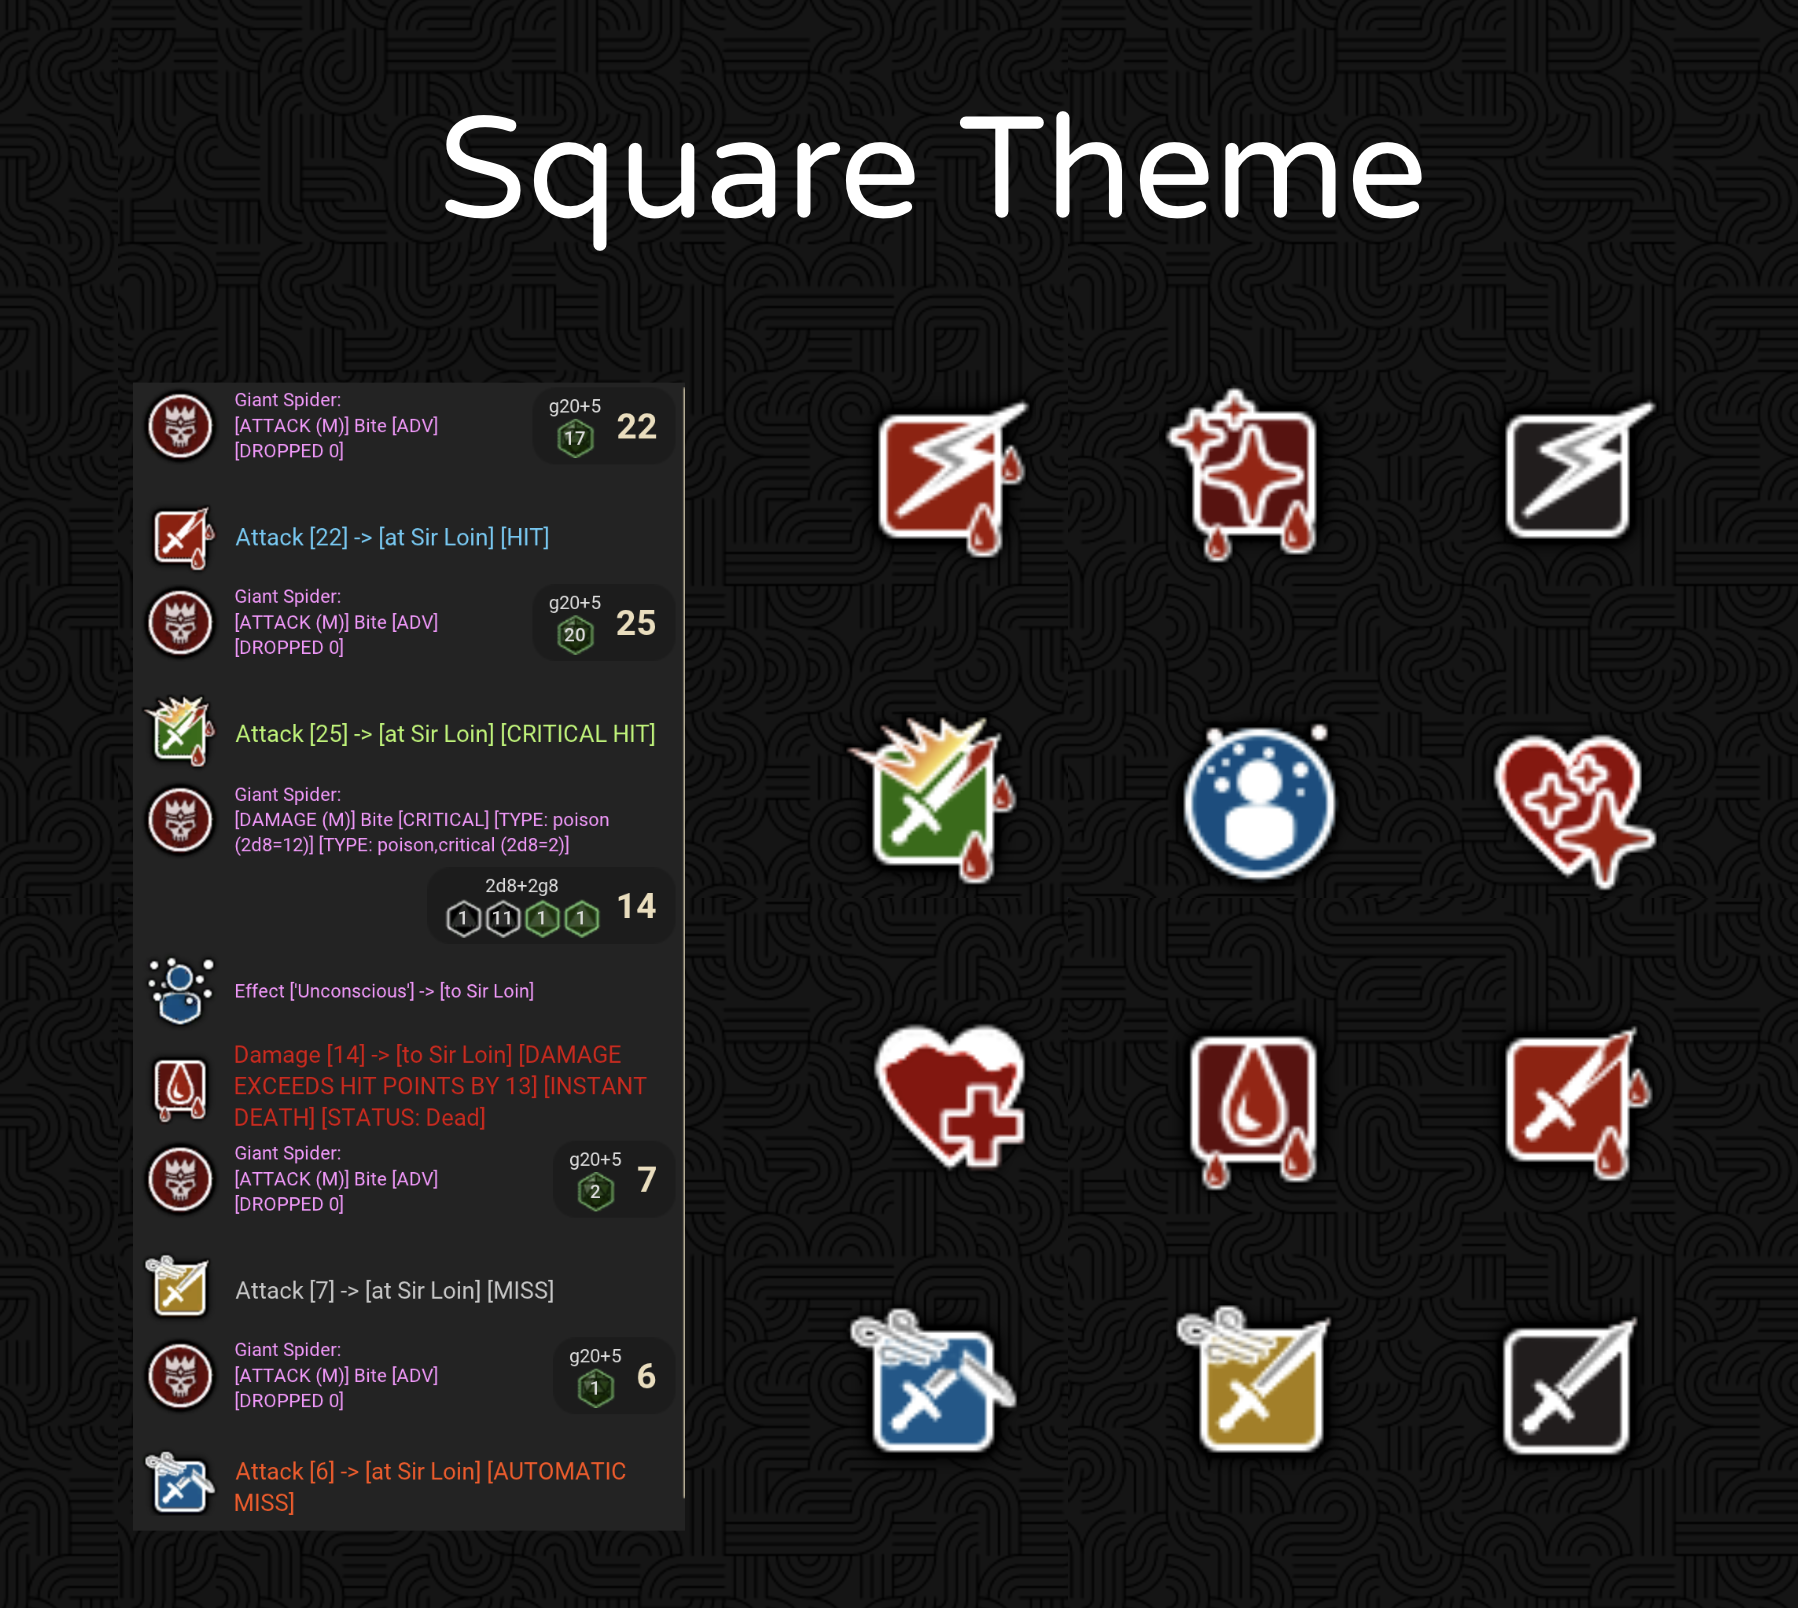 Square Theme
Giant Spider:
[ATTACK (M)] Bite [ADV]
[DROPPED 0]
g20+5
17
22
Attack [22] -> [at Sir Loin] [HIT]
Giant Spider:
[ATTACK (M)] Bite [ADV]
[DROPPED 0]
g20+5
20
25
Attack [25] -> [at Sir Loin] [CRITICAL HIT]
Giant Spider:
[DAMAGE (M)] Bite [CRITICAL] [TYPE: poison
(2d8=12)] [TYPE: poison,critical (2d8=2)]
2d8+2g8
1 11 1 1
14
Effect ['Unconscious'] -> [to Sir Loin]
Damage [14] -> [to Sir Loin] [DAMAGE
EXCEEDS HIT POINTS BY 13] [INSTANT
DEATH] [STATUS: Dead]
Giant Spider:
[ATTACK (M)] Bite [ADV]
[DROPPED 0]
g20+5
2
7
Attack [7] -> [at Sir Loin] [MISS]
Giant Spider:
[ATTACK (M)] Bite [ADV]
[DROPPED 0]
g20+5
1
6
Attack [6] -> [at Sir Loin] [AUTOMATIC
MISS]